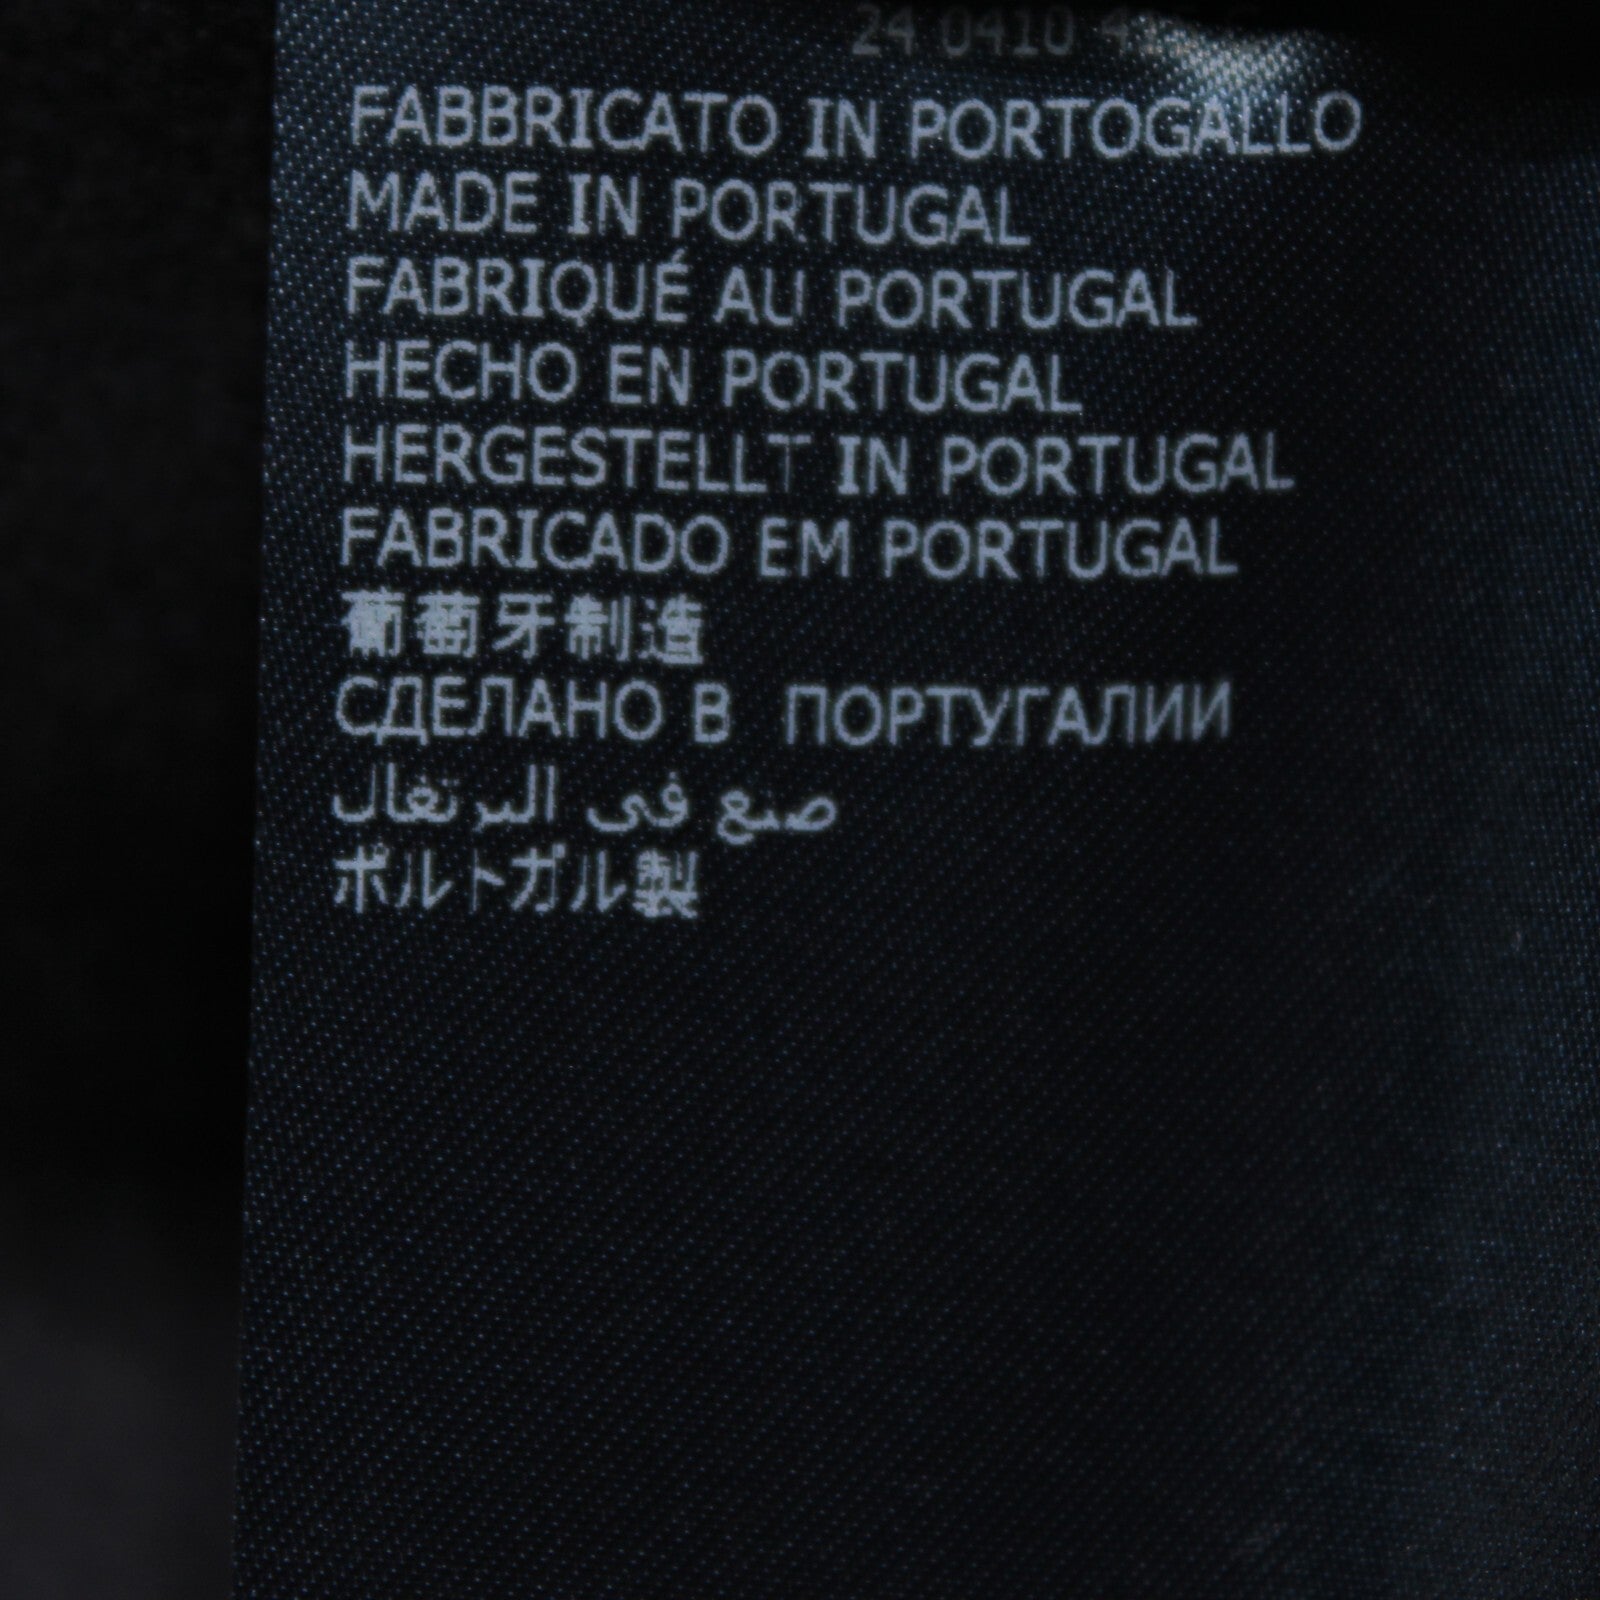 24 0410
FABBRICATO IN PORTOGALLO
MADE IN PORTUGAL
FABRIQUÉ AU PORTUGAL
HECHO EN PORTUGAL
HERGESTELLT IN PORTUGAL
FABRICADO EM PORTUGAL
葡萄牙制造
СДЕЛАНО В ПОРТУГАЛИИ
صنع فى البرتغال
ポルトガル製